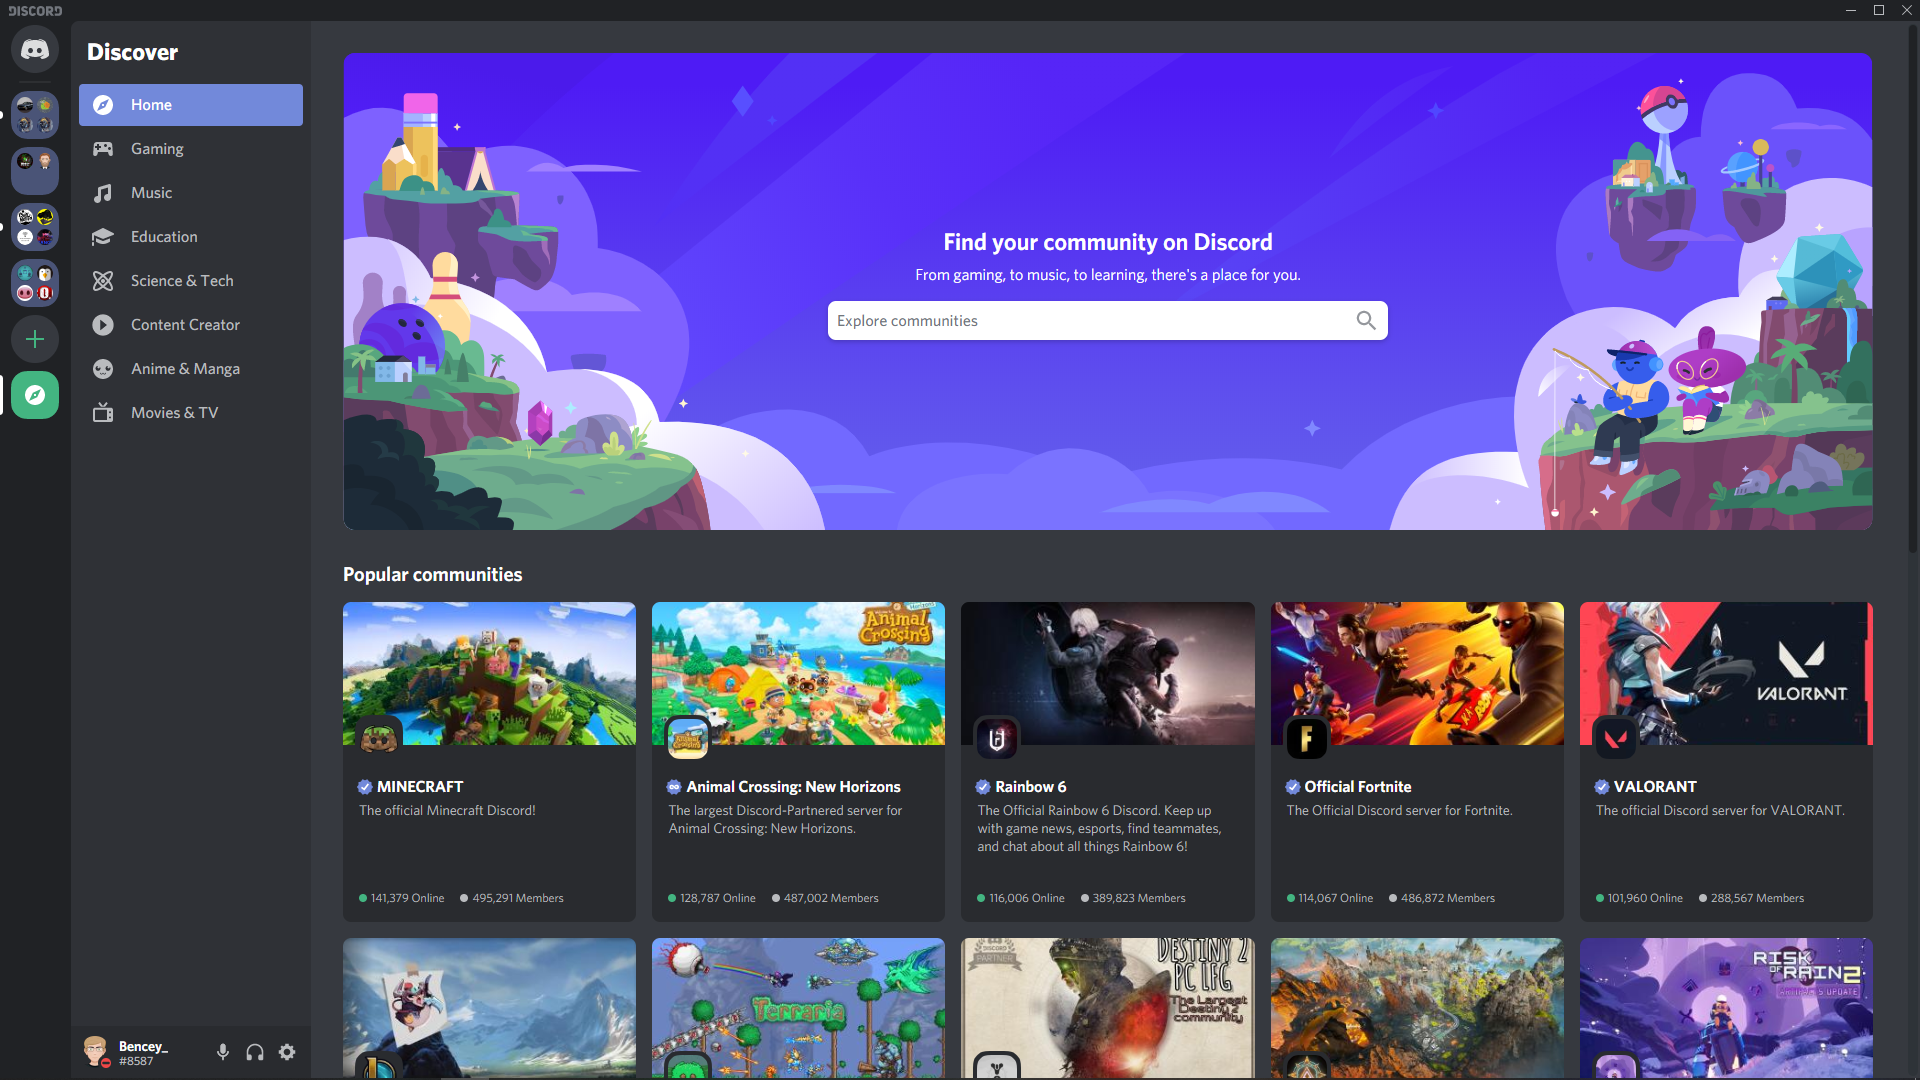 DISCORD
Discover
Home
Gaming
Music
Education
Science & Tech
Content Creator
Anime & Manga
Movies & TV
Bencey_
#8587
Find your community on Discord
From gaming, to music, to learning, there's a place for you.
Explore communities
Popular communities
MINECRAFT
The official Minecraft Discord!
141,379 Online
495,291 Members
Horizons
Animal
Crossing
Animal Crossing: New Horizons
The largest Discord-Partnered server for
Animal Crossing: New Horizons.
128,787 Online
487,002 Members
Rainbow 6
The Official Rainbow 6 Discord. Keep up
with game news, esports, find teammates,
and chat about all things Rainbow 6!
116,006 Online
389,823 Members
F
Official Fortnite
The Official Discord server for Fortnite.
114,067 Online
486,872 Members
VALORANT
VALORANT
The official Discord server for VALORANT.
101,960 Online
288,567 Members
Terraria
DISCORD
PARTNER
DESTINY 2
PC LFG
The Largest
Destiny 2
community
RISK
OF
RAIN 2